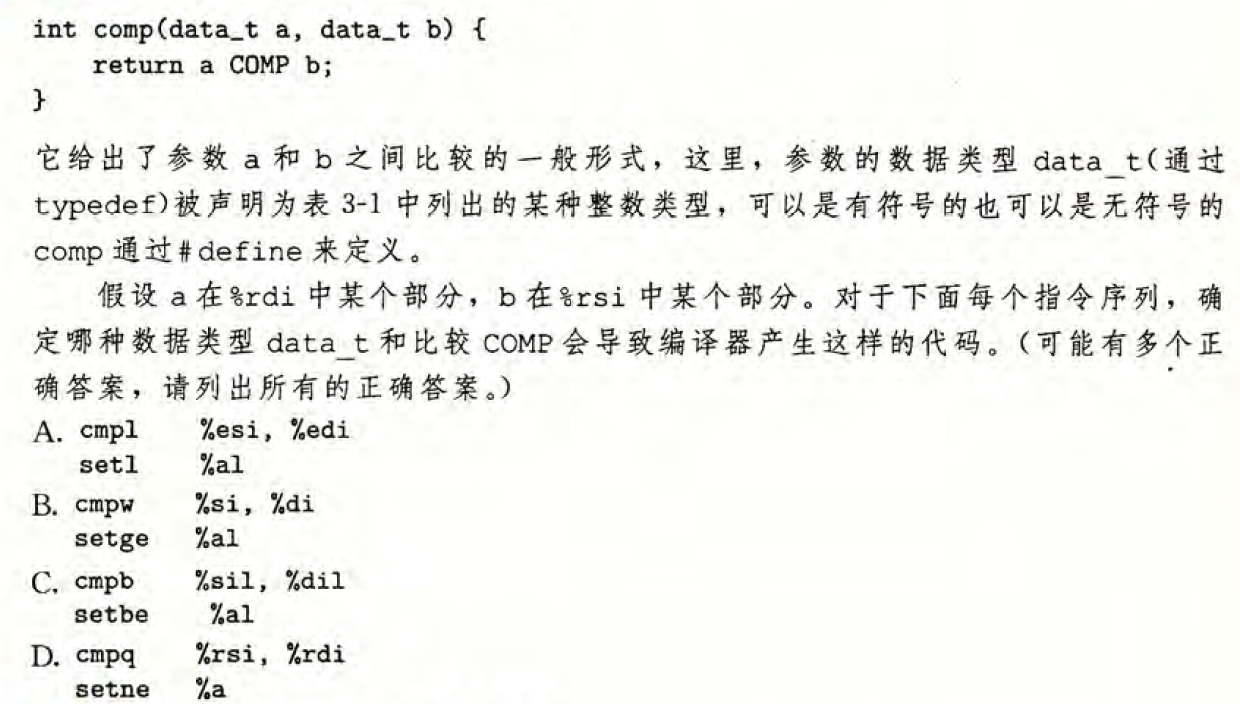 int comp(data_t a, data_t b) {
    return a COMP b;
}
它给出了参数 a 和 b 之间比较的一般形式，这里，参数的数据类型 data_t(通过
typedef)被声明为表 3-1 中列出的某种整数类型，可以是有符号的也可以是无符号的
comp 通过#define 来定义。
假设 a 在%rdi 中某个部分，b 在%rsi 中某个部分。对于下面每个指令序列，确
定哪种数据类型 data_t 和比较 COMP 会导致编译器产生这样的代码。(可能有多个正
确答案，请列出所有的正确答案。)
A. cmpl %esi, %edi
setl %al
B. cmpw %si, %di
setge %al
C. cmpb %sil, %dil
setbe %al
D. cmpq %rsi, %rdi
setne %a